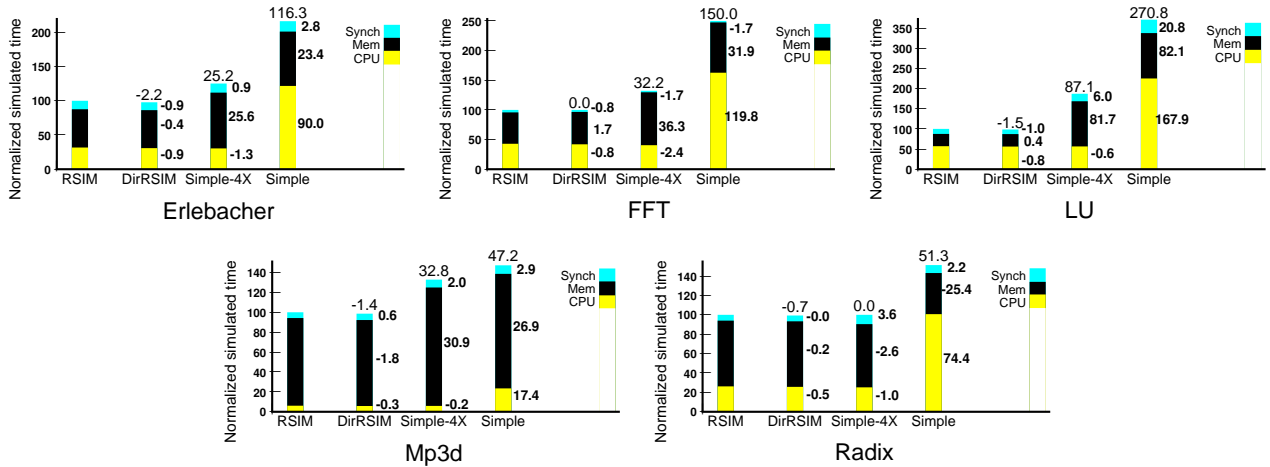 Normalized simulated time
0
50
100
150
200
RSIM
DirRSIM
Simple-4X
Simple
-2.2
-0.9
-0.4
-0.9
25.2
0.9
25.6
-1.3
116.3
2.8
23.4
90.0
Synch
Mem
CPU
Erlebacher
Normalized simulated time
0
50
100
150
200
250
RSIM
DirRSIM
Simple-4X
Simple
0.0
-0.8
1.7
-0.8
32.2
-1.7
36.3
-2.4
150.0
-1.7
31.9
119.8
Synch
Mem
CPU
FFT
Normalized simulated time
0
50
100
150
200
250
300
350
RSIM
DirRSIM
Simple-4X
Simple
-1.5
-1.0
0.4
-0.8
87.1
6.0
81.7
-0.6
270.8
20.8
82.1
167.9
Synch
Mem
CPU
LU
Normalized simulated time
0
20
40
60
80
100
120
140
RSIM
DirRSIM
Simple-4X
Simple
-1.4
0.6
-1.8
-0.3
32.8
2.0
30.9
-0.2
47.2
2.9
26.9
17.4
Synch
Mem
CPU
Mp3d
Normalized simulated time
0
20
40
60
80
100
120
140
RSIM
DirRSIM
Simple-4X
Simple
-0.7
-0.0
-0.2
-0.5
0.0
3.6
-2.6
-1.0
51.3
2.2
-25.4
74.4
Synch
Mem
CPU
Radix